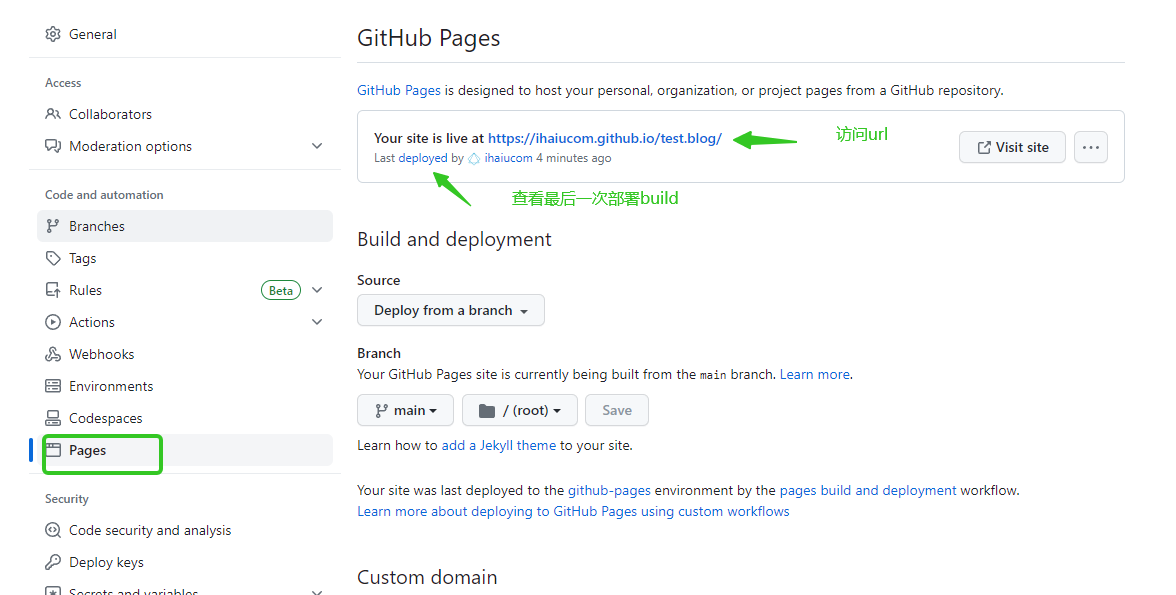 General
Access
Collaborators
Moderation options
Code and automation
Branches
Tags
Rules Beta
Actions
Webhooks
Environments
Codespaces
Pages
Security
Code security and analysis
Deploy keys
Secrets and variables
GitHub Pages
GitHub Pages is designed to host your personal, organization, or project pages from a GitHub repository.
Your site is live at https://ihaiucom.github.io/test.blog/
访问url
Visit site
Last deployed by ihaiucom 4 minutes ago
查看最后一次部署build
Build and deployment
Source
Deploy from a branch
Branch
Your GitHub Pages site is currently being built from the main branch. Learn more.
main / (root) Save
Learn how to add a Jekyll theme to your site.
Your site was last deployed to the github-pages environment by the pages build and deployment workflow.
Learn more about deploying to GitHub Pages using custom workflows
Custom domain